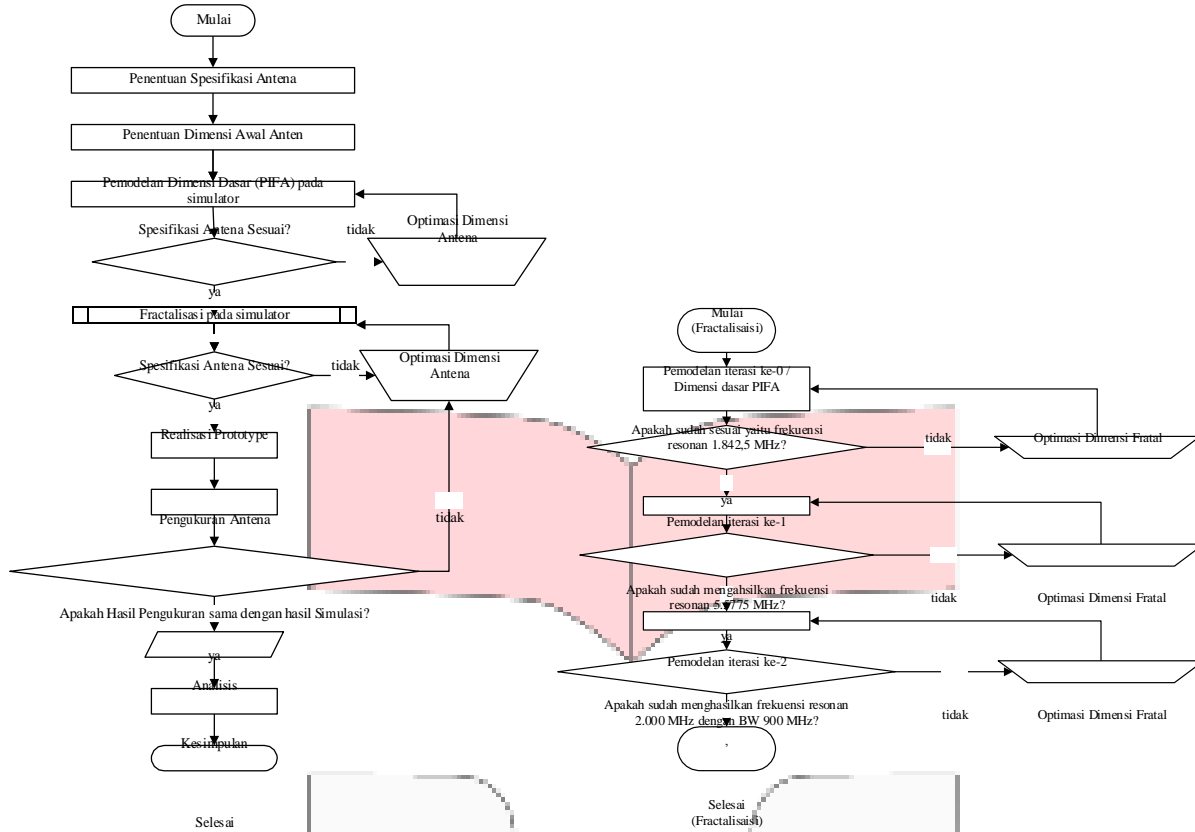 Mulai
Penentuan Spesifikasi Antena
Penentuan Dimensi Awal Anten
Pemodelan Dimensi Dasar (PIFA) pada
simulator
Spesifikasi Antena Sesuai?
tidak
Optimasi Dimensi
Antena
ya
Fractalisasi pada simulator
Spesifikasi Antena Sesuai?
tidak
Optimasi Dimensi
Antena
ya
Realisasi Prototype
Pengukuran Antena
tidak
Apakah Hasil Pengukuran sama dengan hasil Simulasi?
ya
Analisis
Kesimpulan
Selesai
Mulai
(Fractalisaisi)
Pemodelan iterasi ke-0 /
Dimensi dasar PIFA
Apakah sudah sesuai yaitu frekuensi
resonan 1.842,5 MHz?
tidak
Optimasi Dimensi Fratal
ya
Pemodelan iterasi ke-1
Apakah sudah mengahsilkan frekuensi
resonan MHz?
tidak
Optimasi Dimensi Fratal
ya
Pemodelan iterasi ke-2
Apakah sudah menghasilkan frekuensi resonan
2.000 MHz dengan BW 900 MHz?
tidak
Optimasi Dimensi Fratal
,
Selesai
(Fractalisaisi)